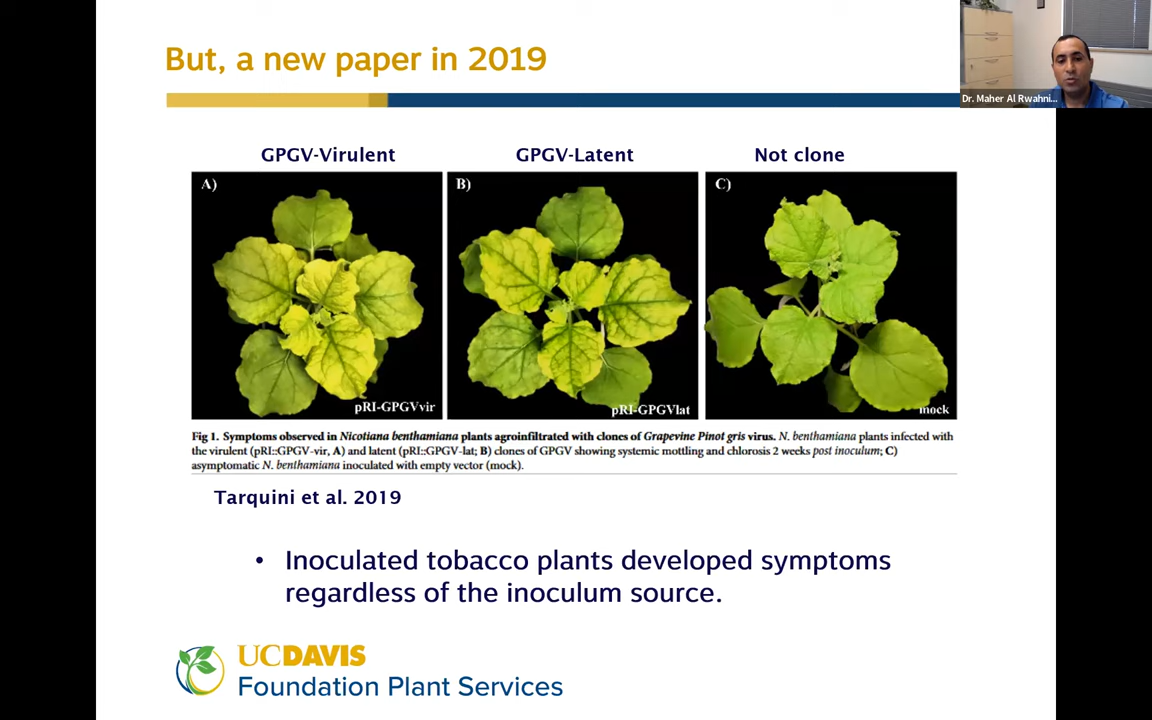 But, a new paper in 2019
Dr. Maher Al Rwahni...
GPGV-Virulent
GPGV-Latent
Not clone
A)
B)
C)
pRI-GPGVvir
pRI-GPGVlat
mock
Fig 1. Symptoms observed in Nicotiana benthamiana plants agroinfiltrated with clones of Grapevine Pinot gris virus. N. benthamiana plants infected with
the virulent (pRI::GPGV-vir, A) and latent (pRI::GPGV-lat; B) clones of GPGV showing systemic mottling and chlorosis 2 weeks post inoculum; C)
asymptomatic N. benthamiana inoculated with empty vector (mock).
Tarquini et al. 2019
• Inoculated tobacco plants developed symptoms
regardless of the inoculum source.
UCDAVIS
Foundation Plant Services